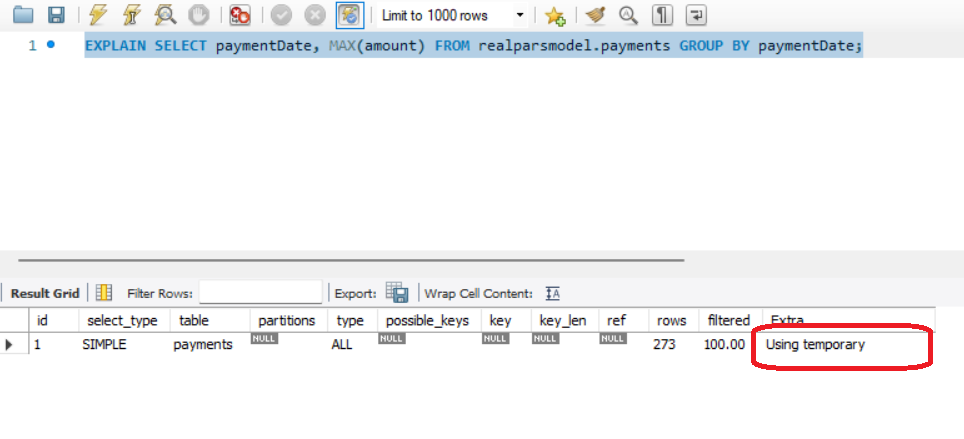 Limit to 1000 rows
1 EXPLAIN SELECT paymentDate, MAX(amount) FROM realparsmodel.payments GROUP BY paymentDate;
Result Grid Filter Rows: Export: Wrap Cell Content:
id select_type table partitions type possible_keys key key_len ref rows filtered Extra
1 SIMPLE payments NULL ALL NULL NULL NULL NULL 273 100.00 Using temporary